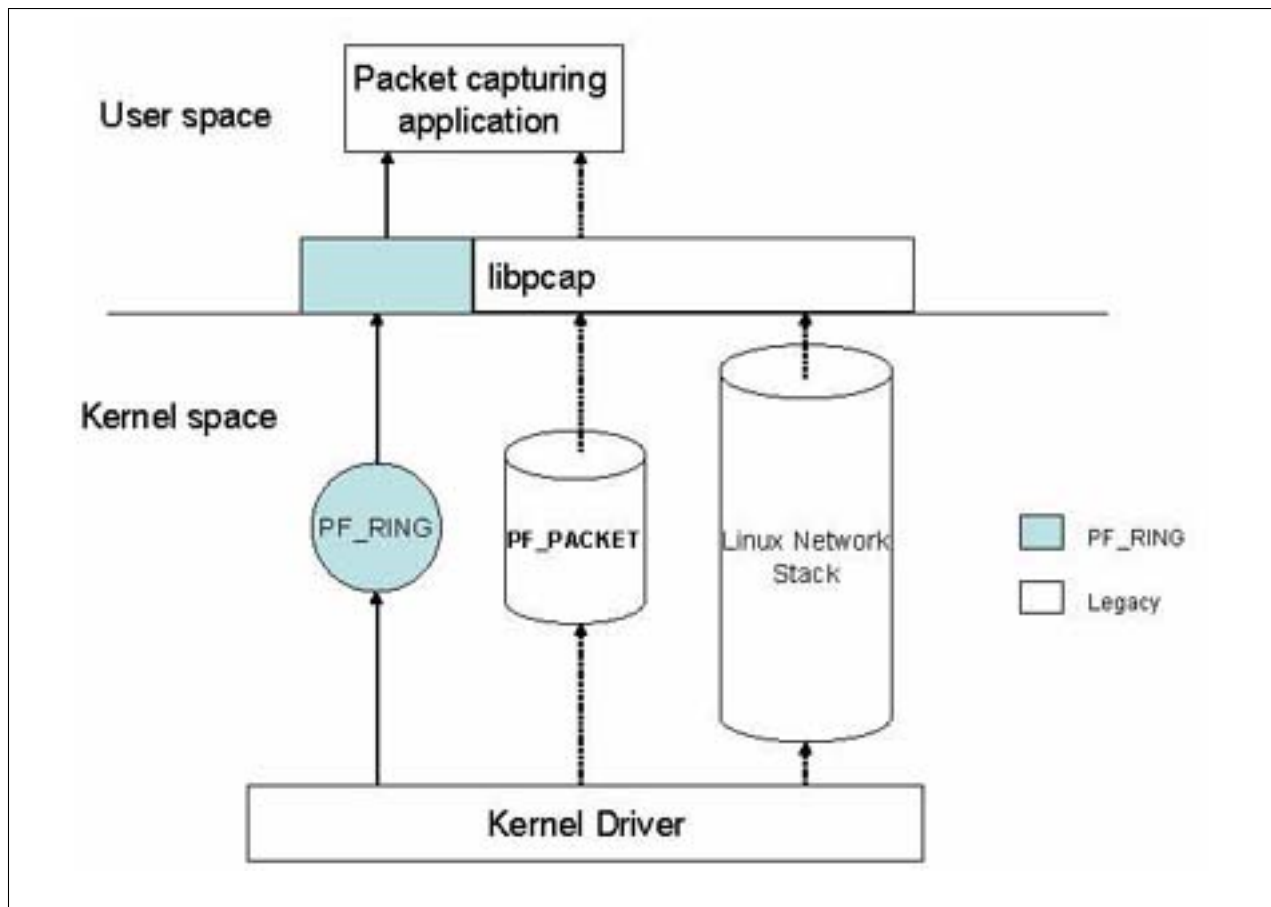 Packet capturing
application
User space
libpcap
Kernel space
PF_RING
PF_PACKET
Linux Network
Stack
PF_RING
Legacy
Kernel Driver